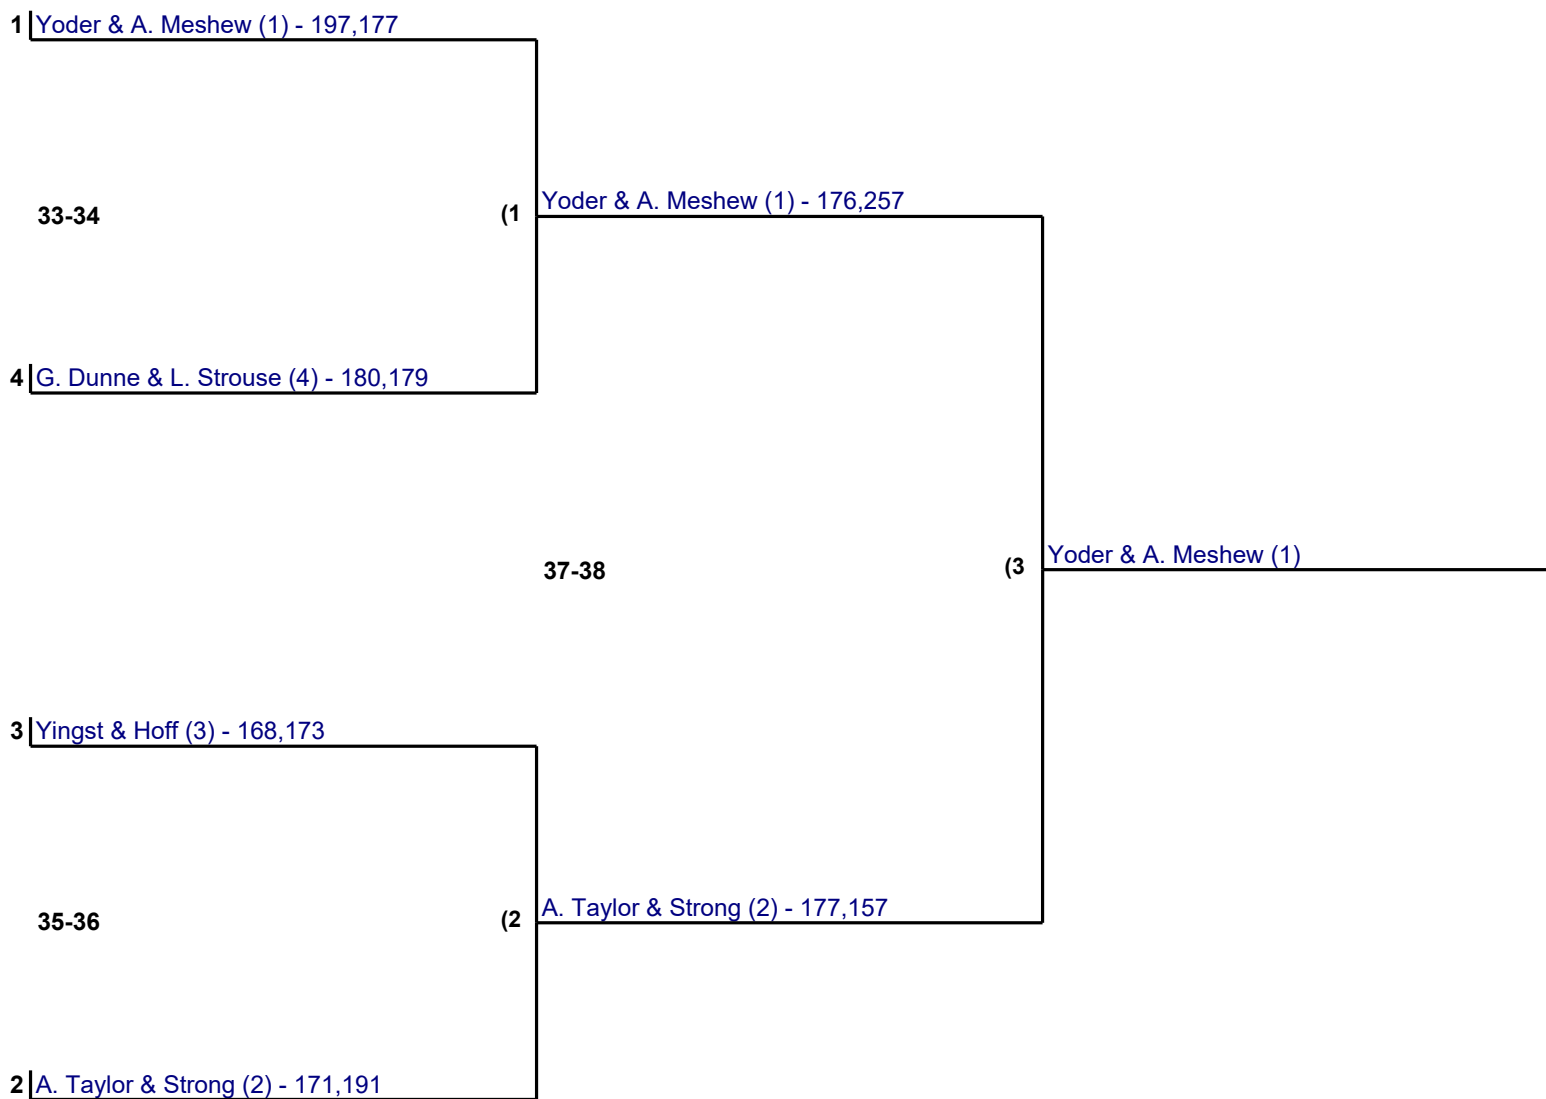 1 Yoder & A. Meshew (1) - 197,177
33-34 (1 Yoder & A. Meshew (1) - 176,257
4 G. Dunne & L. Strouse (4) - 180,179
37-38 (3 Yoder & A. Meshew (1)
3 Yingst & Hoff (3) - 168,173
35-36 (2 A. Taylor & Strong (2) - 177,157
2 A. Taylor & Strong (2) - 171,191